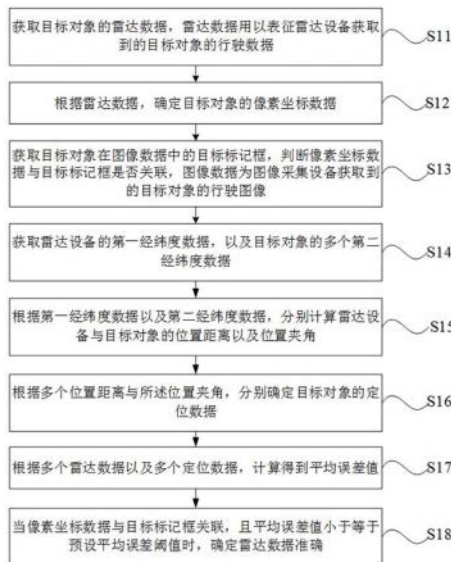 获取目标对象的雷达数据，雷达数据用以表征雷达设备获取
到的目标对象的行驶数据
S11
根据雷达数据，确定目标对象的像素坐标数据
S12
获取目标对象在图像数据中的目标标记框，判断像素坐标数
据与目标标记框是否关联，图像数据为图像采集设备获取到
的目标对象的行驶图像
S13
获取雷达设备的第一经纬度数据，以及目标对象的多个第二
经纬度数据
S14
根据第一经纬度数据以及第二经纬度数据，分别计算雷达设
备与目标对象的位置距离以及位置夹角
S15
根据多个位置距离与所述位置夹角，分别确定目标对象的定
位数据
S16
根据多个雷达数据以及多个定位数据，计算得到平均误差值
S17
当像素坐标数据与目标标记框关联，且平均误差值小于等于
预设平均误差阈值时，确定雷达数据准确
S18